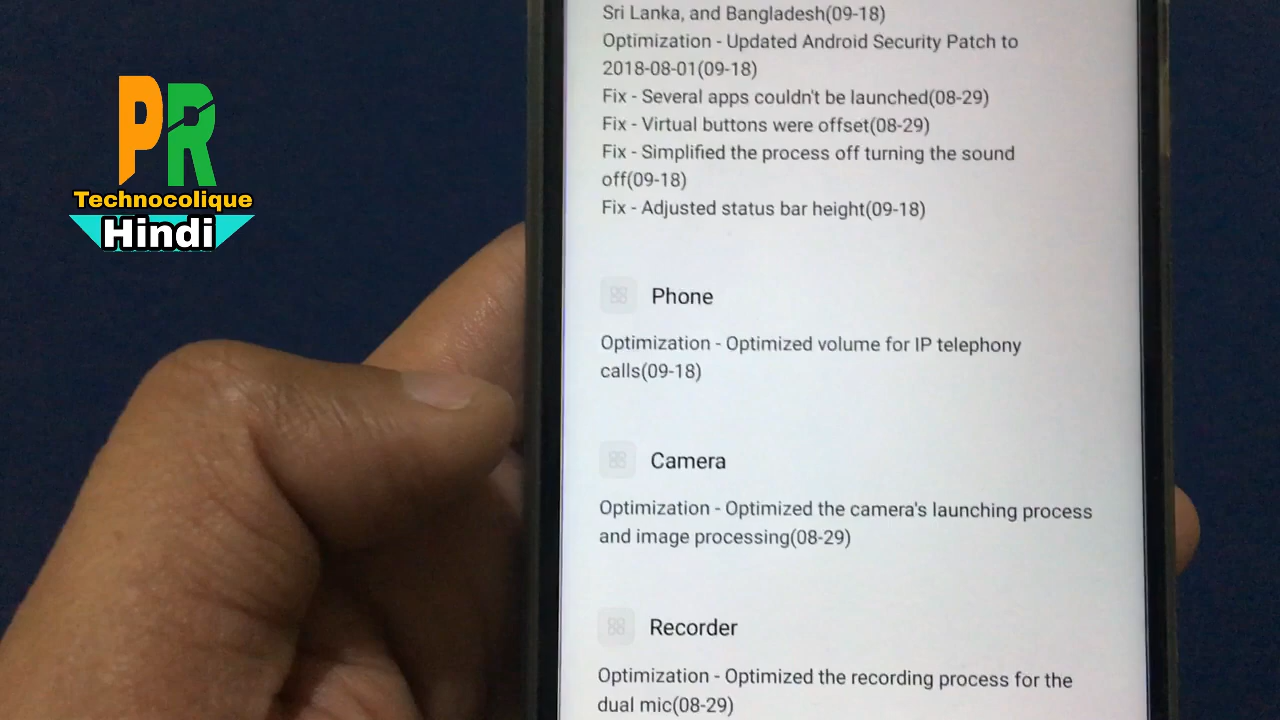 PR
Technocolique
Hindi
Sri Lanka, and Bangladesh(09-18)
Optimization - Updated Android Security Patch to
2018-08-01(09-18)
Fix - Several apps couldn't be launched(08-29)
Fix - Virtual buttons were offset(08-29)
Fix - Simplified the process off turning the sound
off(09-18)
Fix - Adjusted status bar height(09-18)
Phone
Optimization - Optimized volume for IP telephony
calls(09-18)
Camera
Optimization - Optimized the camera's launching process
and image processing(08-29)
Recorder
Optimization - Optimized the recording process for the
dual mic(08-29)